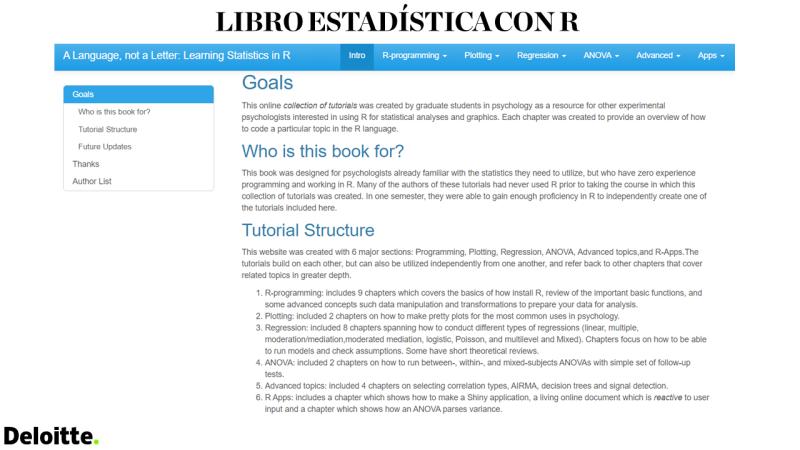 LIBRO ESTADÍSTICA CON R
A Language, not a Letter: Learning Statistics in R
Intro
R-programming
Plotting
Regression
ANOVA
Advanced
Apps
Goals
Who is this book for?
Tutorial Structure
Future Updates
Thanks
Author List
Goals
This online collection of tutorials was created by graduate students in psychology as a resource for other experimental
psychologists interested in using R for statistical analyses and graphics. Each chapter was created to provide an overview of how
to code a particular topic in the R language.
Who is this book for?
This book was designed for psychologists already familiar with the statistics they need to utilize, but who have zero experience
programming and working in R. Many of the authors of these tutorials had never used R prior to taking the course in which this
collection of tutorials was created. In one semester, they were able to gain enough proficiency in R to independently create one of
the tutorials included here.
Tutorial Structure
This website was created with 6 major sections: Programming, Plotting, Regression, ANOVA, Advanced topics,and R-Apps.The
tutorials build on each other, but can also be utilized independently from one another, and refer back to other chapters that cover
related topics in greater depth.
1. R-programming: includes 9 chapters which covers the basics of how install R, review of the important basic functions, and
some advanced concepts such data manipulation and transformations to prepare your data for analysis.
2. Plotting: included 2 chapters on how to make pretty plots for the most common uses in psychology.
3. Regression: included 8 chapters spanning how to conduct different types of regressions (linear, multiple,
moderation/mediation,moderated mediation, logistic, Poisson, and multilevel and Mixed). Chapters focus on how to be able
to run models and check assumptions. Some have short theoretical reviews.
4. ANOVA: included 2 chapters on how to run between-, within-, and mixed-subjects ANOVAs with simple set of follow-up
tests.
5. Advanced topics: included 4 chapters on selecting correlation types, AIRMA, decision trees and signal detection.
6. R Apps: includes a chapter which shows how to make a Shiny application, a living online document which is reactive to user
input and a chapter which shows how an ANOVA parses variance.
Deloitte.